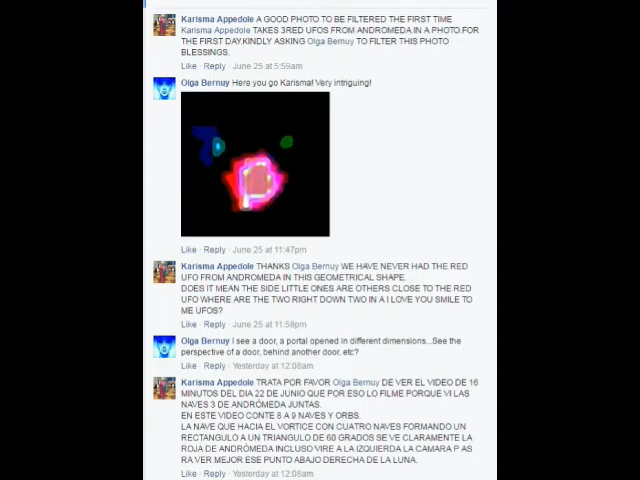 Karisma Appedole A GOOD PHOTO TO BE FILTERED THE FIRST TIME
Karisma Appedole TAKES 3RED UFOS FROM ANDROMEDA IN A PHOTO.FOR
THE FIRST DAY.KINDLY ASKING Olga Bernuy TO FILTER THIS PHOTO
BLESSINGS.
Like · Reply · June 25 at 5:59am
Olga Bernuy Here you go Karisma! Very intriguing!
Like · Reply · June 25 at 11:47pm
Karisma Appedole THANKS Olga Bernuy WE HAVE NEVER HAD THE RED
UFO FROM ANDROMEDA IN THIS GEOMETRICAL SHAPE.
DOES IT MEAN THE SIDE LITTLE ONES ARE OTHERS CLOSE TO THE RED
UFO WHERE ARE THE TWO RIGHT DOWN TWO IN A I LOVE YOU SMILE TO
ME UFOS?
Like · Reply · June 25 at 11:58pm
Olga Bernuy I see a door, a portal opened in different dimensions...See the
perspective of a door, behind another door, etc?
Like · Reply · Yesterday at 12:08am
Karisma Appedole TRATA POR FAVOR Olga Bernuy DE VER EL VIDEO DE 16
MINUTOS DEL DIA 22 DE JUNIO QUE POR ESO LO FILME PORQUE VI LAS
NAVES 3 DE ANDRÓMEDA JUNTAS.
EN ESTE VIDEO CONTE 8 A 9 NAVES Y ORBS.
LA NAVE QUE HACIA EL VORTICE CON CUATRO NAVES FORMANDO UN
RECTANGULO A UN TRIANGULO DE 60 GRADOS SE VE CLARAMENTE LA
ROJA DE ANDRÓMEDA INCLUSO VIRE A LA IZQUIERDA LA CAMARA P AS
RA VER MEJOR ESE PUNTO ABAJO DERECHA DE LA LUNA.
Like · Reply · Yesterday at 12:08am